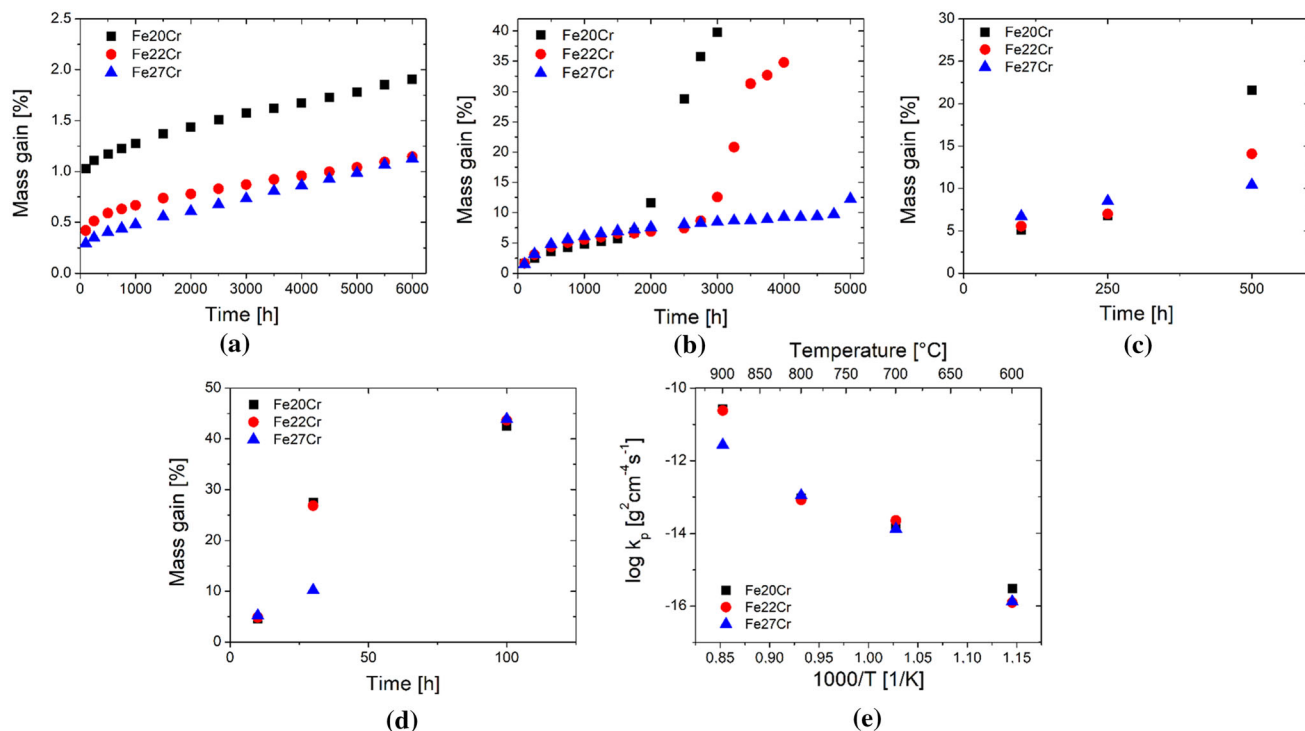 Mass gain [%]
2.5
2.0
1.5
1.0
0.5
0.0
Fe20Cr
Fe22Cr
Fe27Cr
0 1000 2000 3000 4000 5000 6000
Time [h]
(a)
Mass gain [%]
40
35
30
25
20
15
10
5
0
Fe20Cr
Fe22Cr
Fe27Cr
0 1000 2000 3000 4000 5000
Time [h]
(b)
Mass gain [%]
30
25
20
15
10
5
0
Fe20Cr
Fe22Cr
Fe27Cr
0 250 500
Time [h]
(c)
Mass gain [%]
50
40
30
20
10
0
Fe20Cr
Fe22Cr
Fe27Cr
0 50 100
Time [h]
(d)
Temperature [°C]
900 850 800 750 700 650 600
log kp [g2cm-4s-1]
-10
-12
-14
-16
Fe20Cr
Fe22Cr
Fe27Cr
0.85 0.90 0.95 1.00 1.05 1.10 1.15
1000/T [1/K]
(e)